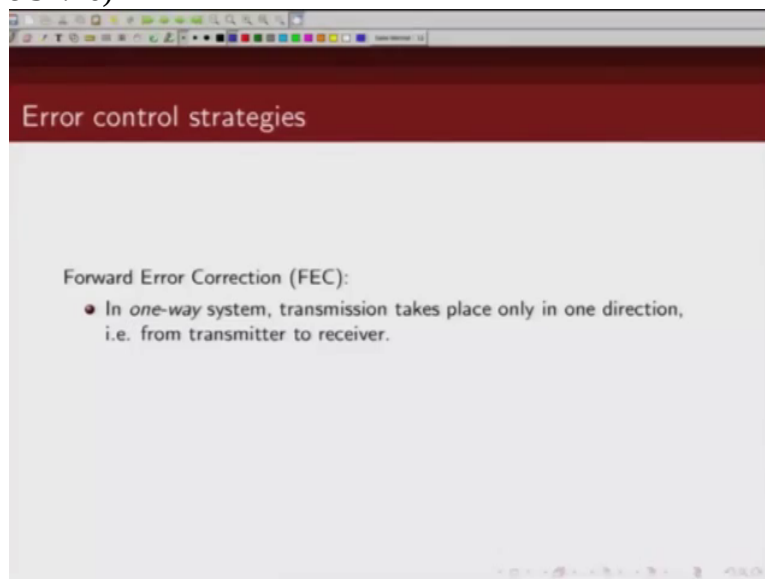 Error control strategies
Forward Error Correction (FEC):
In one-way system, transmission takes place only in one direction,
i.e. from transmitter to receiver.